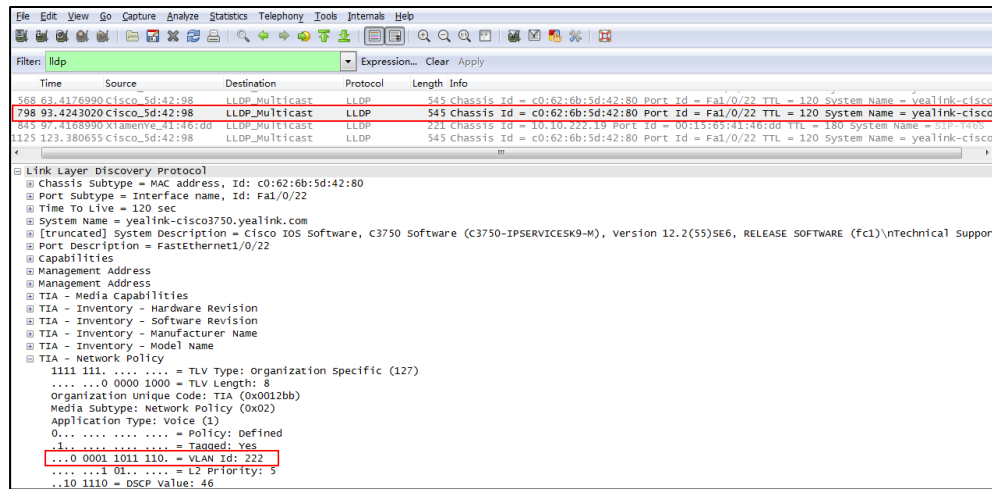 File Edit View Go Capture Analyze Statistics Telephony Tools Internals Help
Filter: lldp Expression... Clear Apply
Time Source Destination Protocol Length Info
568 63.4176990 Cisco_5d:42:98 LLDP_Multicast LLDP 545 Chassis Id = c0:62:6b:5d:42:80 Port Id = Fa1/0/22 TTL = 120 System Name = yealink-cisco
798 93.4243020 Cisco_5d:42:98 LLDP_Multicast LLDP 545 Chassis Id = c0:62:6b:5d:42:80 Port Id = Fa1/0/22 TTL = 120 System Name = yealink-cisco
845 97.4168990 XiamenYe_41:46:dd LLDP_Multicast LLDP 221 Chassis Id = 10.10.222.19 Port Id = 00:15:65:41:46:dd TTL = 180 System Name = SIP-T46S
1125 123.380655 Cisco_5d:42:98 LLDP_Multicast LLDP 545 Chassis Id = c0:62:6b:5d:42:80 Port Id = Fa1/0/22 TTL = 120 System Name = yealink-cisco
Link Layer Discovery Protocol
Chassis Subtype = MAC address, Id: c0:62:6b:5d:42:80
Port Subtype = Interface name, Id: Fa1/0/22
Time To Live = 120 sec
System Name = yealink-cisco3750.yealink.com
[truncated] System Description = Cisco IOS Software, C3750 Software (C3750-IPSERVICESK9-M), Version 12.2(55)SE6, RELEASE SOFTWARE (fc1)\nTechnical Suppor
Port Description = FastEthernet1/0/22
Capabilities
Management Address
Management Address
TIA - Media Capabilities
TIA - Inventory - Hardware Revision
TIA - Inventory - Software Revision
TIA - Inventory - Manufacturer Name
TIA - Inventory - Model Name
TIA - Network Policy
1111 111. .... .... = TLV Type: Organization Specific (127)
.... ...0 0000 1000 = TLV Length: 8
Organization Unique Code: TIA (0x0012bb)
Media Subtype: Network Policy (0x02)
Application Type: Voice (1)
0... .... .... .... = Policy: Defined
.1.. .... .... .... = Tagged: Yes
...0 0001 1011 110. = VLAN Id: 222
.... ...1 01.. .... = L2 Priority: 5
..10 1110 = DSCP Value: 46